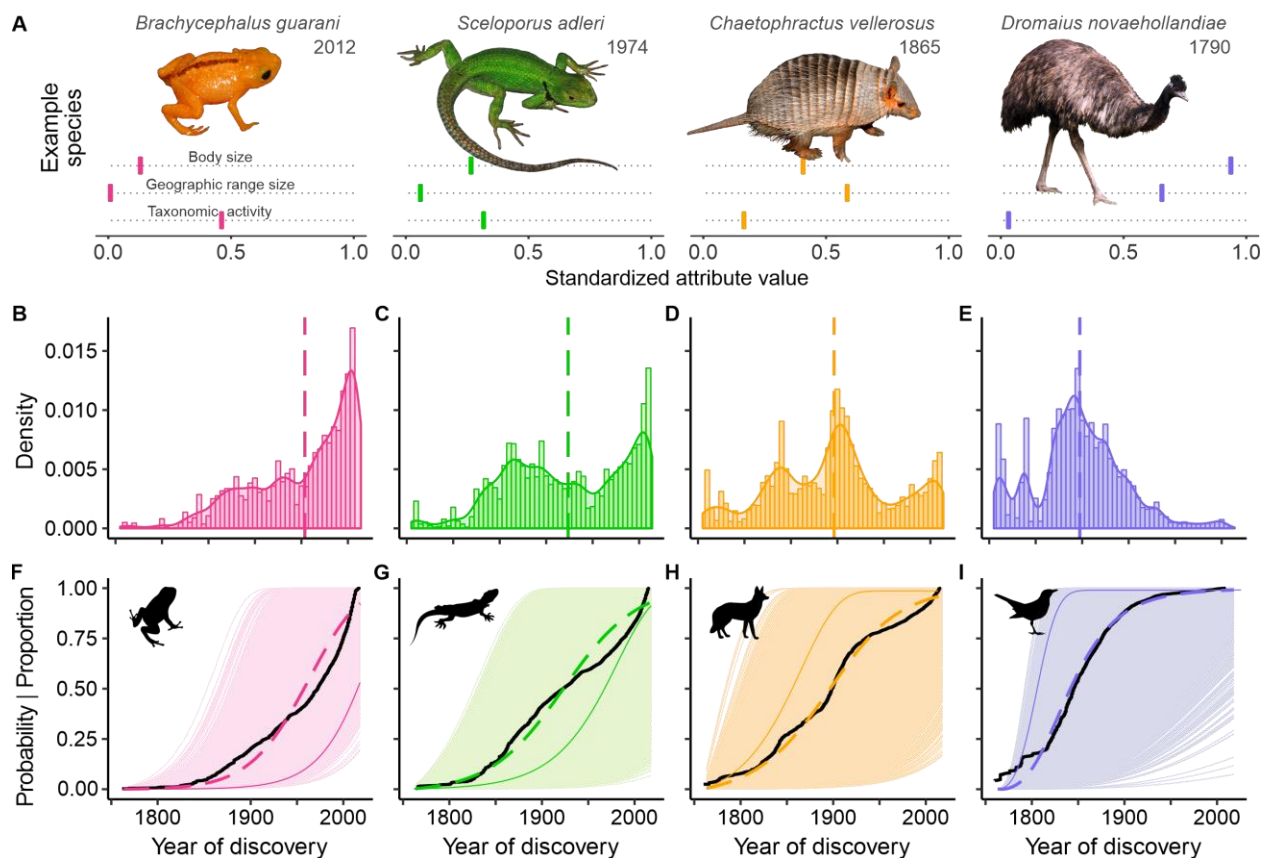 A
Brachycephalus guarani
2012
Sceloporus adleri
1974
Chaetophractus vellerosus
1865
Dromaius novaehollandiae
1790
Example
species
Body size
Geographic range size
Taxonomic activity
0.0 0.5 1.0
0.0 0.5 1.0
0.0 0.5 1.0
0.0 0.5 1.0
Standardized attribute value
B
C
D
E
Density
0.015
0.010
0.005
0.000
F
G
H
I
Probability | Proportion
1.00
0.75
0.50
0.25
0.00
1800 1900 2000
1800 1900 2000
1800 1900 2000
1800 1900 2000
Year of discovery
Year of discovery
Year of discovery
Year of discovery